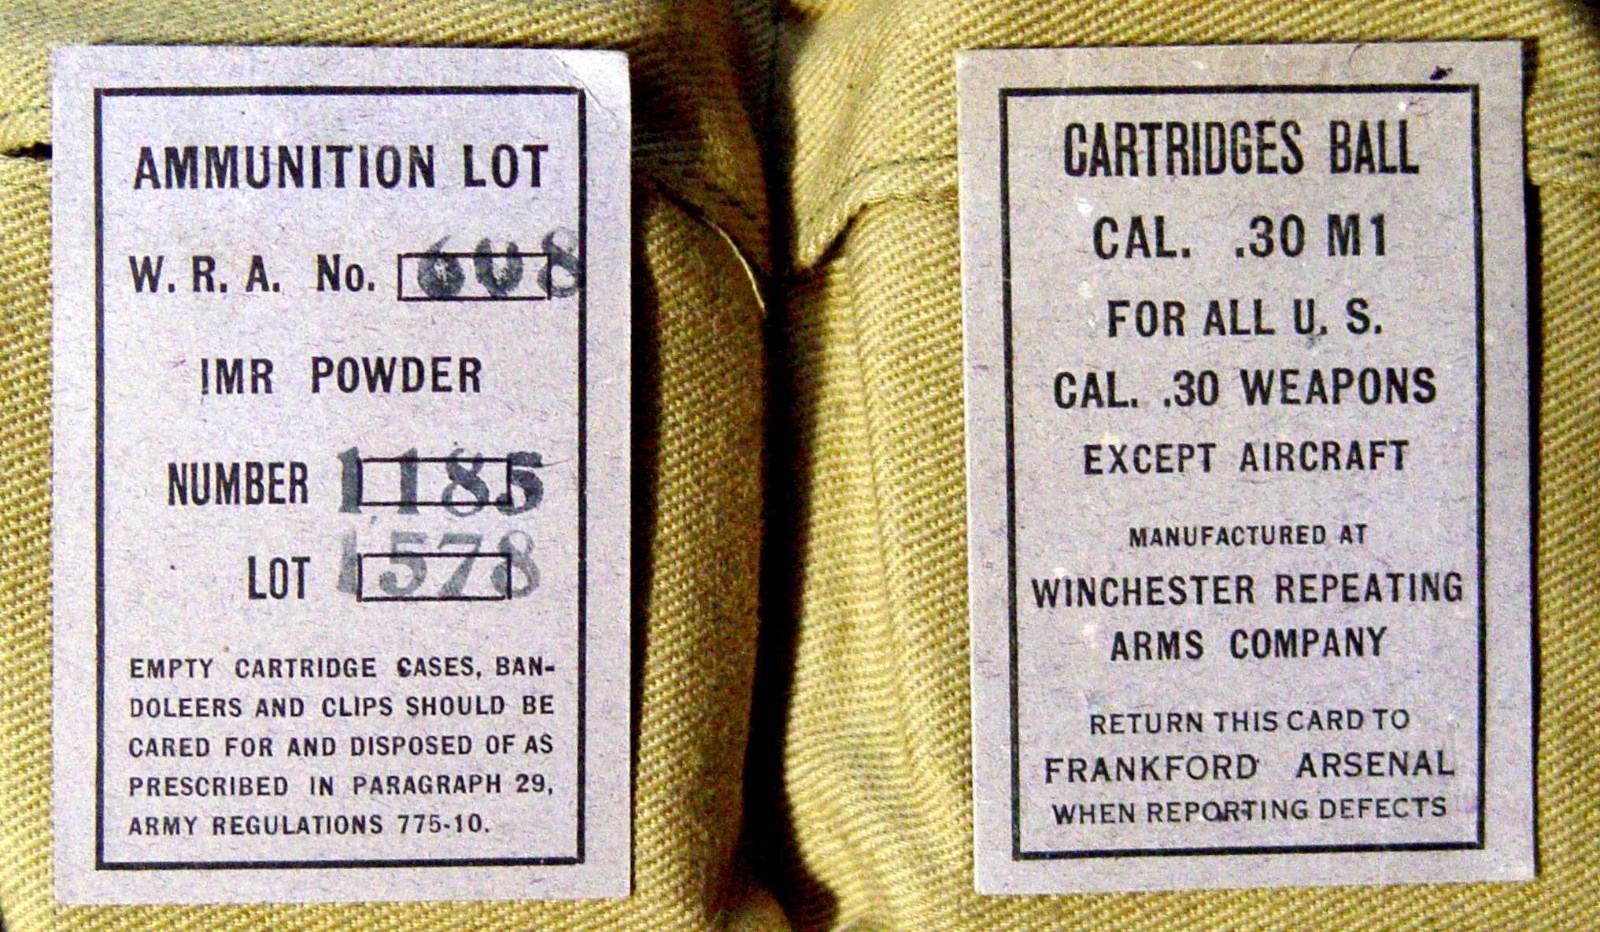 AMMUNITION LOT
W. R. A. No. 608
IMR POWDER
NUMBER 1185
LOT 1578
EMPTY CARTRIDGE CASES, BAN-
DOLEERS AND CLIPS SHOULD BE
CARED FOR AND DISPOSED OF AS
PRESCRIBED IN PARAGRAPH 29,
ARMY REGULATIONS 775-10.
CARTRIDGES BALL
CAL. .30 M1
FOR ALL U. S.
CAL. .30 WEAPONS
EXCEPT AIRCRAFT
MANUFACTURED AT
WINCHESTER REPEATING
ARMS COMPANY
RETURN THIS CARD TO
FRANKFORD ARSENAL
WHEN REPORTING DEFECTS